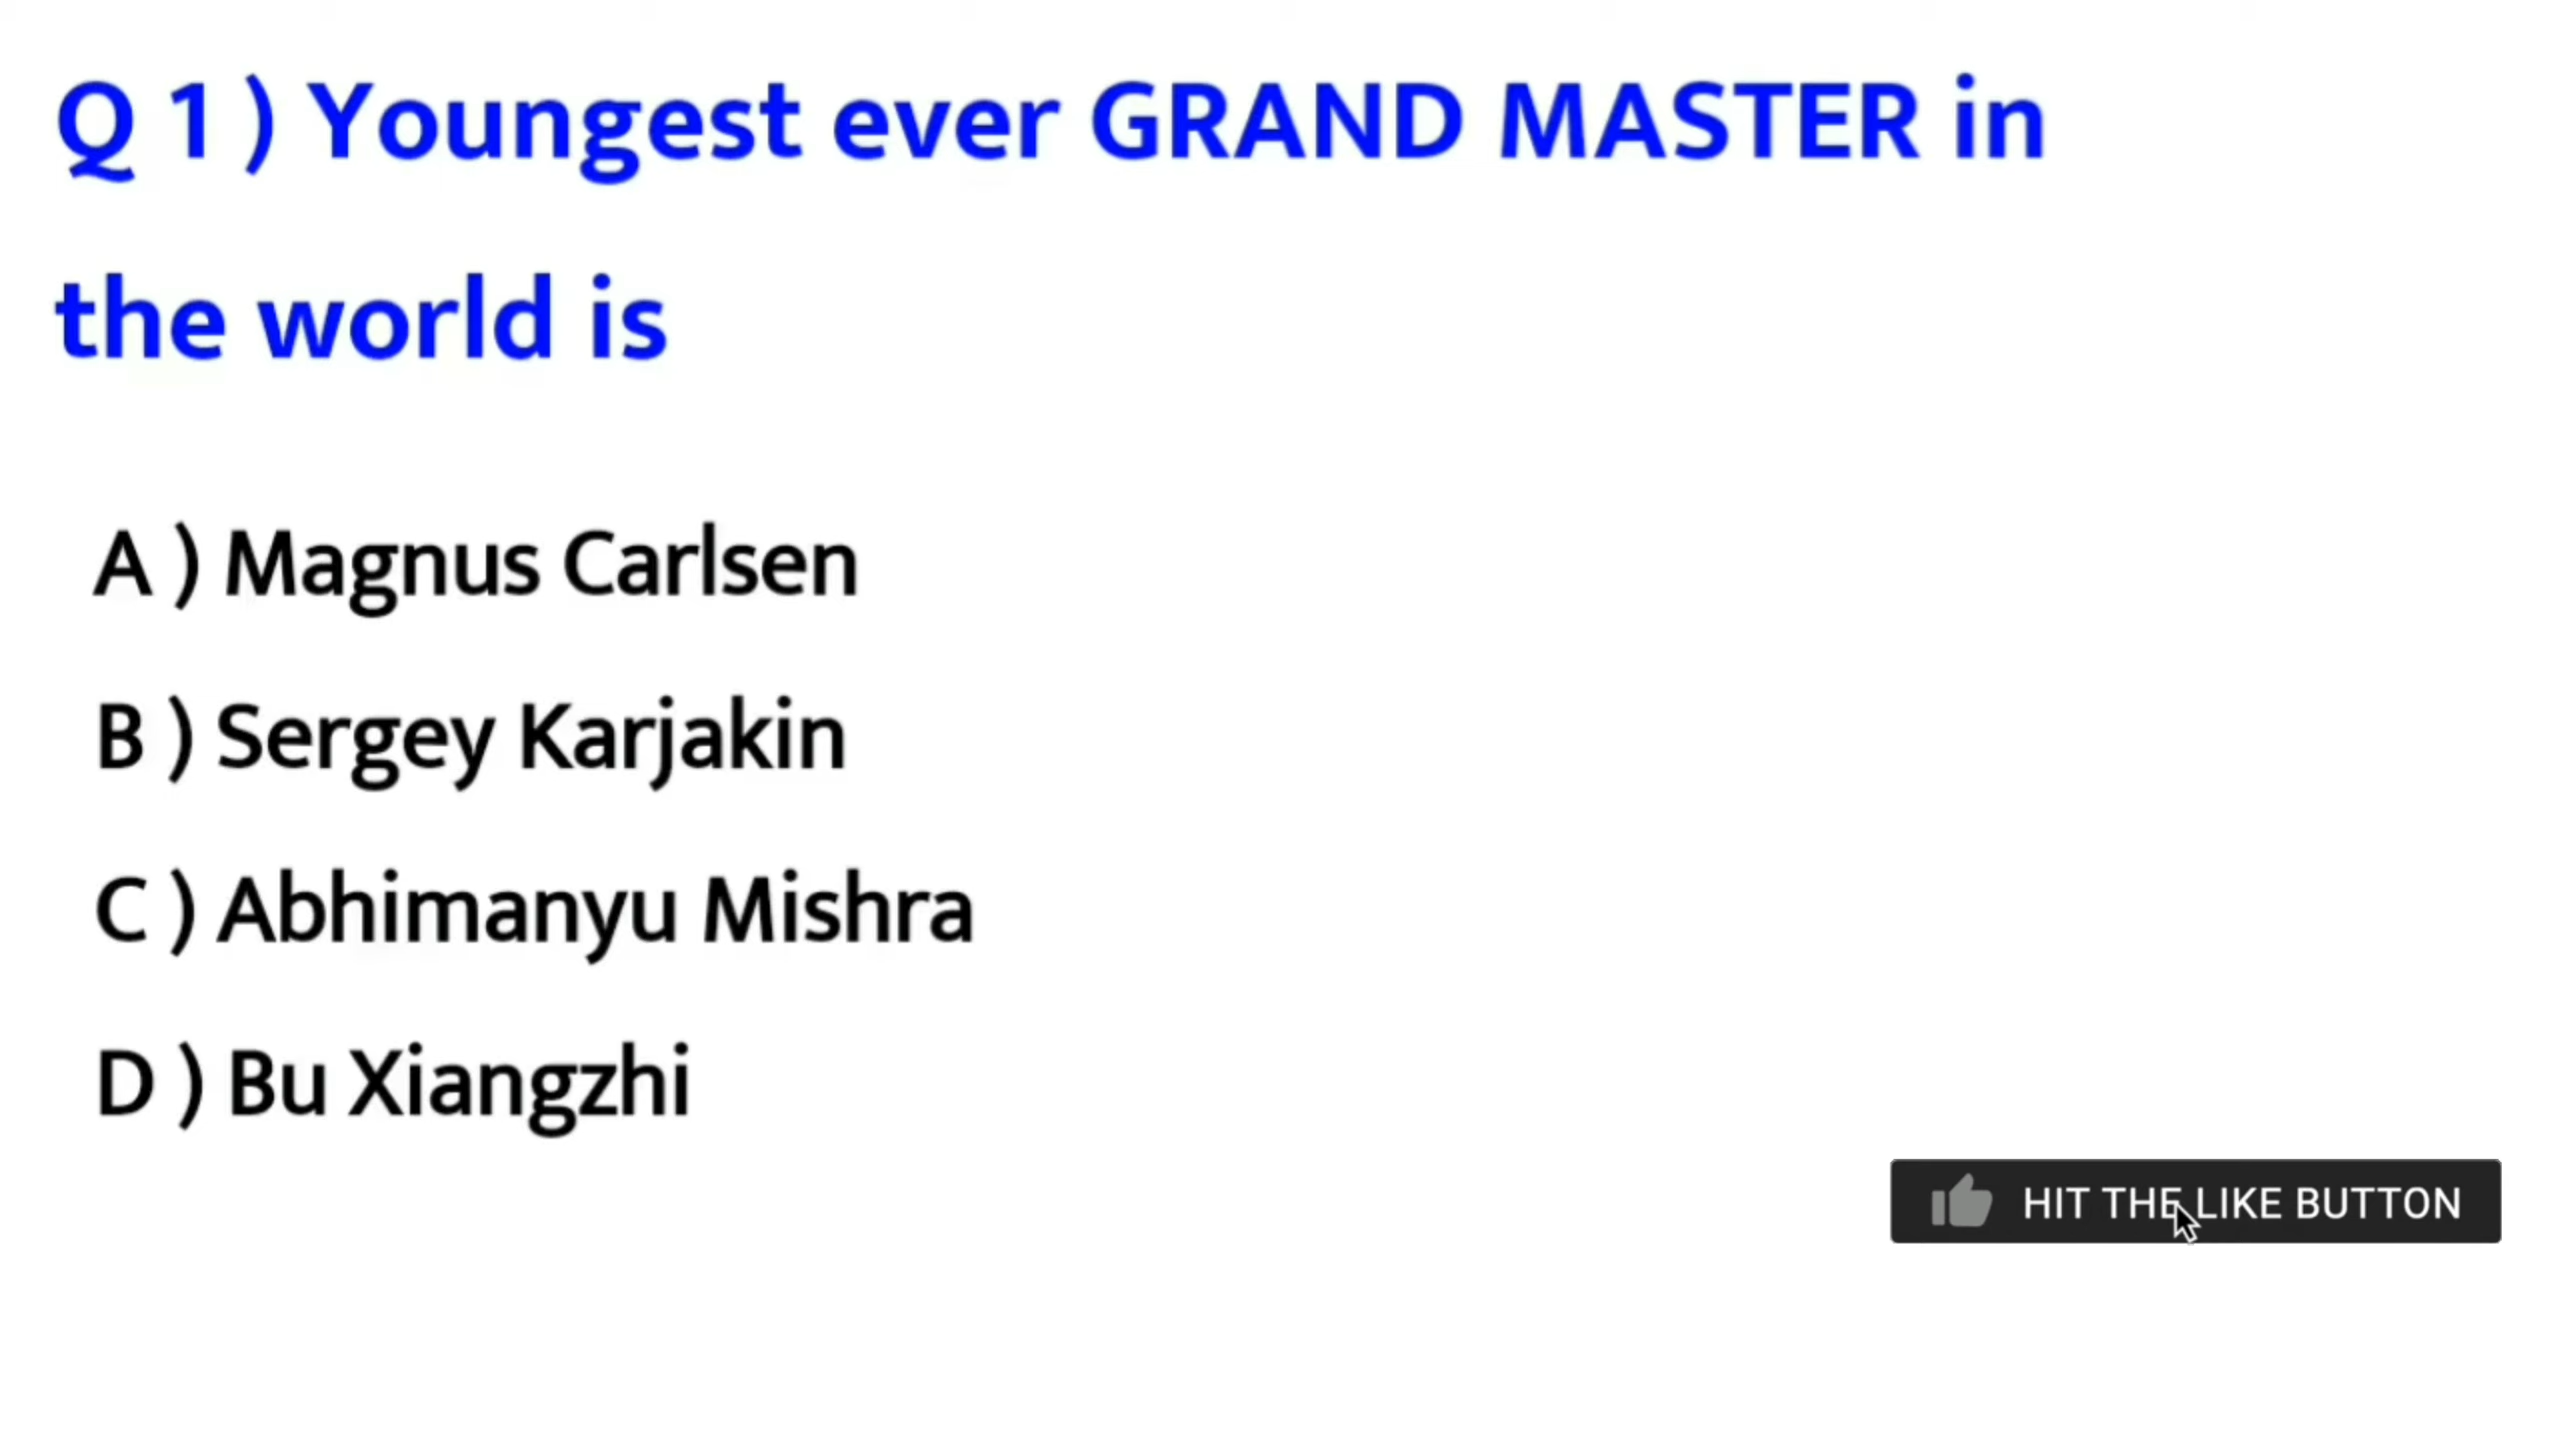 Q 1 ) Youngest ever GRAND MASTER in
the world is
A ) Magnus Carlsen
B ) Sergey Karjakin
C ) Abhimanyu Mishra
D ) Bu Xiangzhi
HIT THE LIKE BUTTON